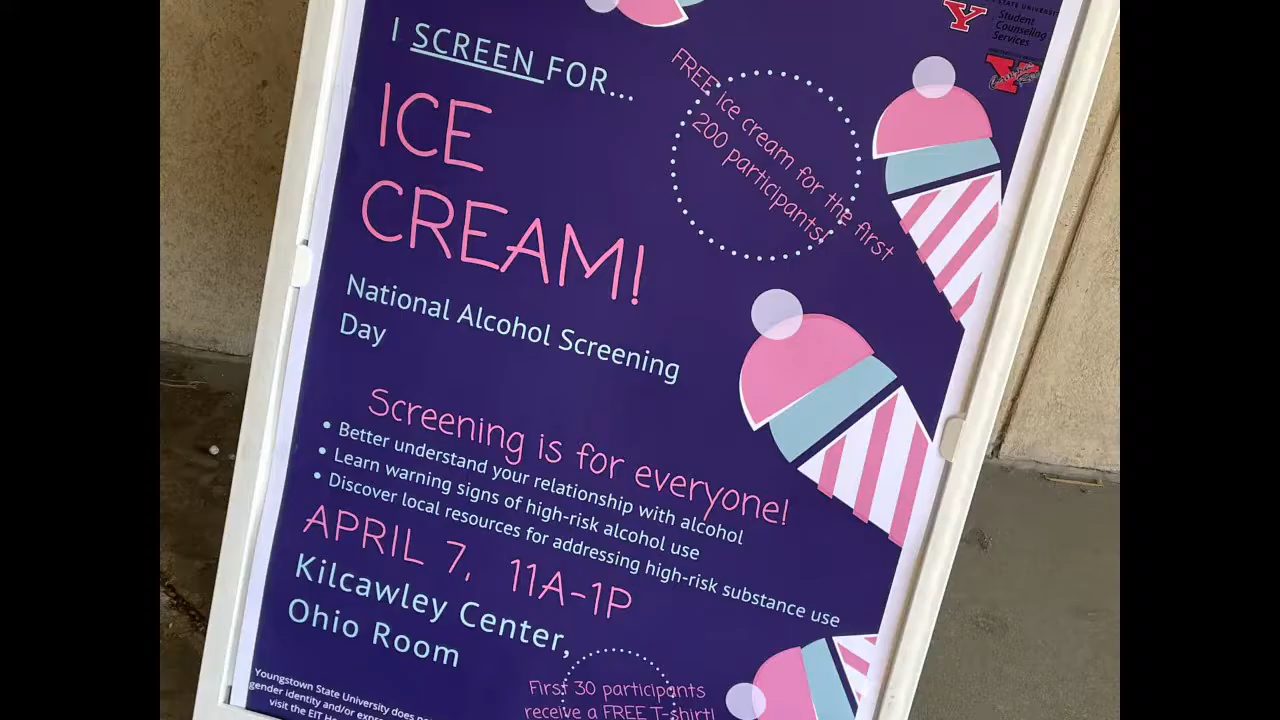 I SCREEN FOR...
ICE
CREAM!
FREE ice cream for the first
200 participants!
Y
STATE UNIVERSITY
Student
Counseling
Services
Y
National Alcohol Screening
Day
Screening is for everyone!
• Better understand your relationship with alcohol
• Learn warning signs of high-risk alcohol use
• Discover local resources for addressing high-risk substance use
APRIL 7, 11A-1P
Kilcawley Center,
Ohio Room
First 30 participants
receive a FREE T-shirt!
Youngstown State University does
gender identity and/or
visit the EIT